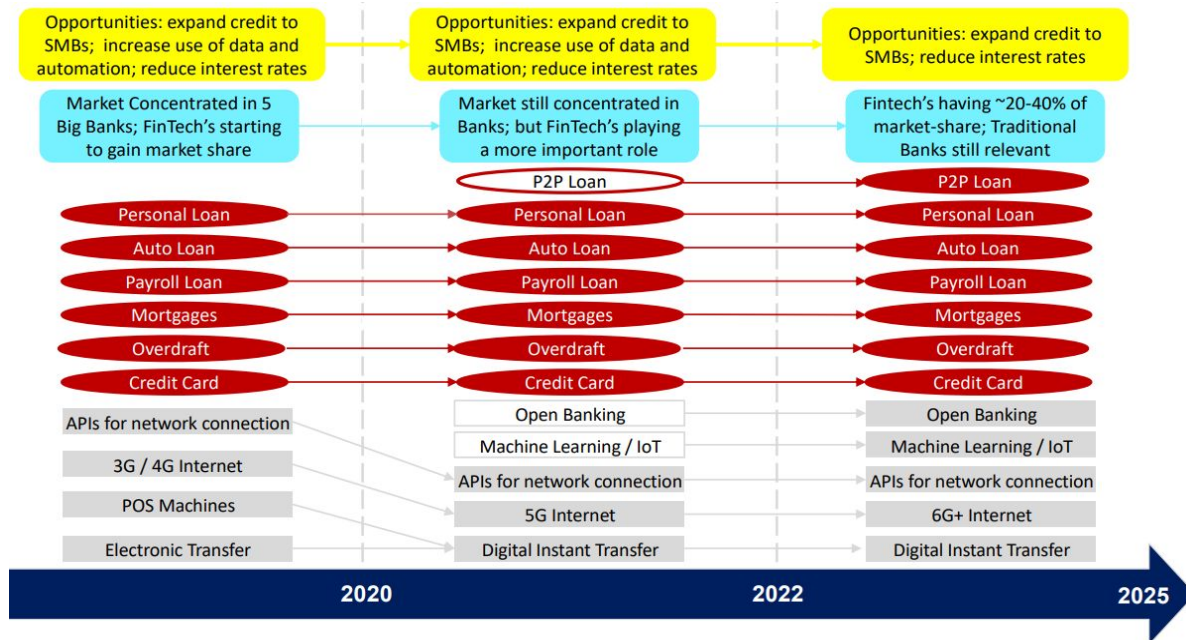 Opportunities: expand credit to
SMBs;  increase use of data and
automation; reduce interest rates
Opportunities: expand credit to
SMBs;  increase use of data and
automation; reduce interest rates
Opportunities: expand credit to
SMBs; reduce interest rates
Market Concentrated in 5
Big Banks; FinTech's starting
to gain market share
Market still concentrated in
Banks; but FinTech's playing
a more important role
Fintech's having ~20-40% of
market-share; Traditional
Banks still relevant
P2P Loan
P2P Loan
Personal Loan
Personal Loan
Personal Loan
Auto Loan
Auto Loan
Auto Loan
Payroll Loan
Payroll Loan
Payroll Loan
Mortgages
Mortgages
Mortgages
Overdraft
Overdraft
Overdraft
Credit Card
Credit Card
Credit Card
APIs for network connection
3G / 4G Internet
POS Machines
Electronic Transfer
Open Banking
Machine Learning / IoT
APIs for network connection
5G Internet
Digital Instant Transfer
Open Banking
Machine Learning / IoT
APIs for network connection
6G+ Internet
Digital Instant Transfer
2020
2022
2025